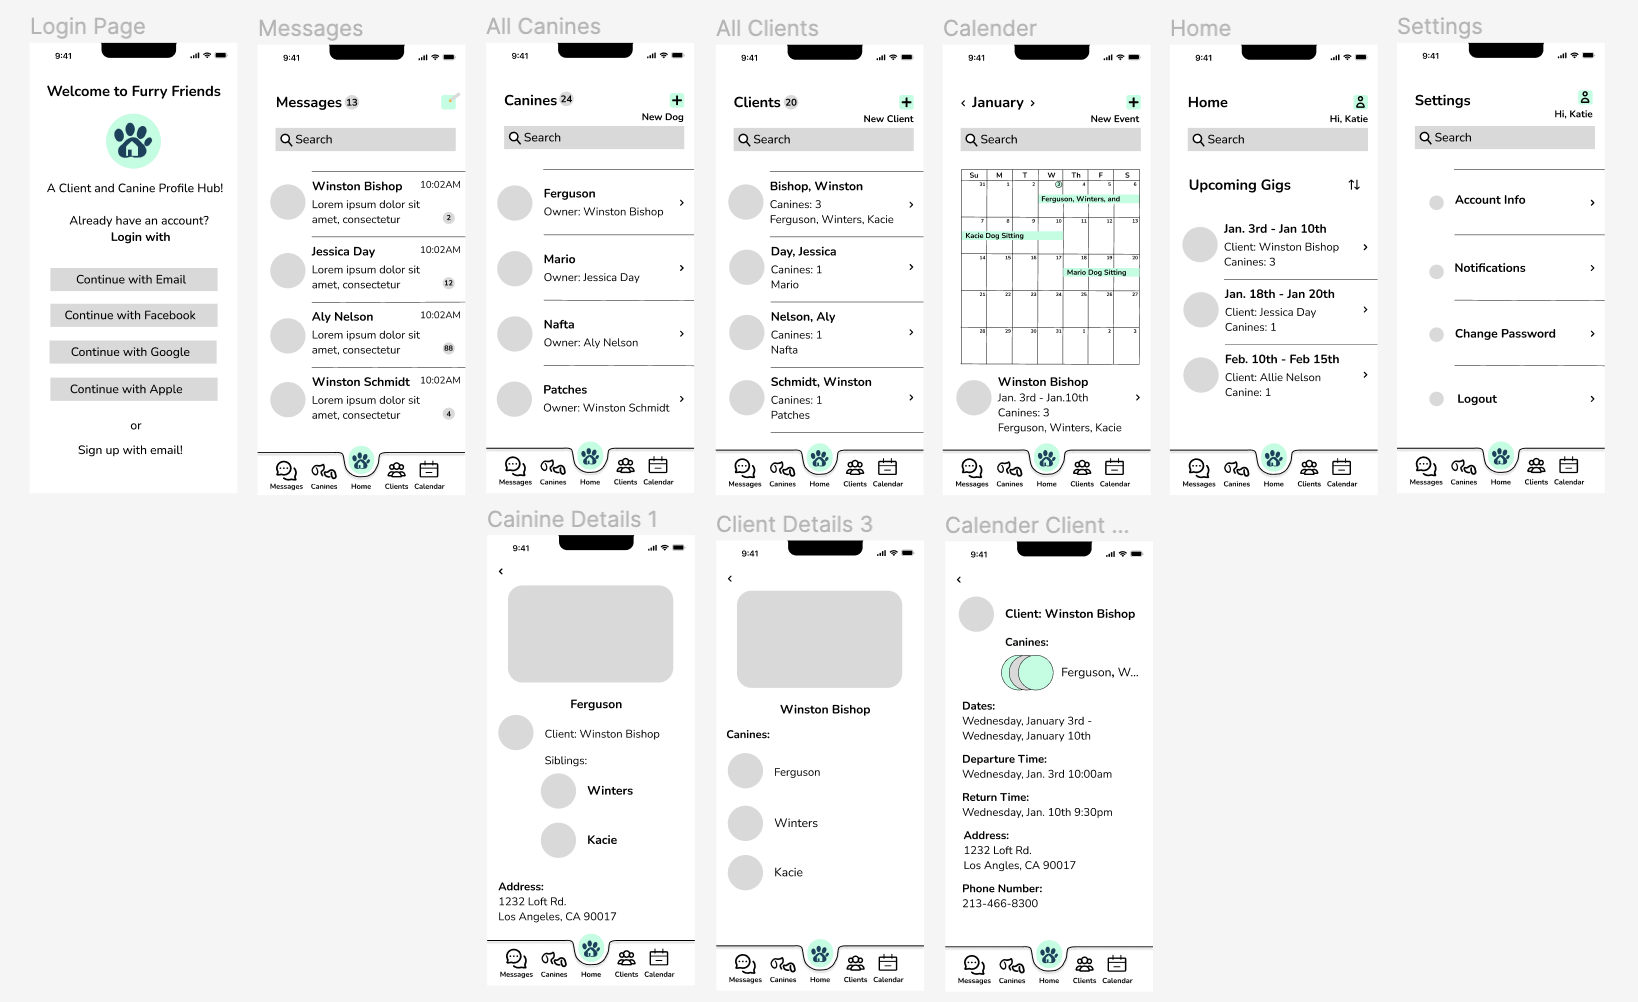 Login Page
9:41
Welcome to Furry Friends
A Client and Canine Profile Hub!
Already have an account?
Login with
Continue with Email
Continue with Facebook
Continue with Google
Continue with Apple
or
Sign up with email!
Messages
9:41
Messages 13
Search
Winston Bishop 10:02AM
Lorem ipsum dolor sit
amet, consectetur 2
Jessica Day 10:02AM
Lorem ipsum dolor sit
amet, consectetur 12
Aly Nelson 10:02AM
Lorem ipsum dolor sit
amet, consectetur 88
Winston Schmidt 10:02AM
Lorem ipsum dolor sit
amet, consectetur 4
Messages Canines Home Clients Calendar
All Canines
9:41
Canines 24
New Dog
Search
Ferguson
Owner: Winston Bishop
Mario
Owner: Jessica Day
Nafta
Owner: Aly Nelson
Patches
Owner: Winston Schmidt
Messages Canines Home Clients Calendar
All Clients
9:41
Clients 20
New Client
Search
Bishop, Winston
Canines: 3
Ferguson, Winters, Kacie
Day, Jessica
Canines: 1
Mario
Nelson, Aly
Canines: 1
Nafta
Schmidt, Winston
Canines: 1
Patches
Messages Canines Home Clients Calendar
Calender
9:41
‹ January ›
New Event
Search
Su M T W Th F S
31 1 2 3 4 5 6
Ferguson, Winters, and
7 8 9 10 11 12 13
Kacie Dog Sitting
14 15 16 17 18 19 20
Mario Dog Sitting
21 22 23 24 25 26 27
28 29 30 31 1 2 3
Winston Bishop
Jan. 3rd - Jan.10th
Canines: 3
Ferguson, Winters, Kacie
Messages Canines Home Clients Calendar
Home
9:41
Home
Hi, Katie
Search
Upcoming Gigs
Jan. 3rd - Jan 10th
Client: Winston Bishop
Canines: 3
Jan. 18th - Jan 20th
Client: Jessica Day
Canines: 1
Feb. 10th - Feb 15th
Client: Allie Nelson
Canine: 1
Messages Canines Home Clients Calendar
Settings
9:41
Settings
Hi, Katie
Search
Account Info
Notifications
Change Password
Logout
Messages Canines Home Clients Calendar
Cainine Details 1
9:41
‹
Ferguson
Client: Winston Bishop
Siblings:
Winters
Kacie
Address:
1232 Loft Rd.
Los Angeles, CA 90017
Messages Canines Home Clients Calendar
Client Details 3
9:41
‹
Winston Bishop
Canines:
Ferguson
Winters
Kacie
Messages Canines Home Clients Calendar
Calender Client ...
9:41
‹
Client: Winston Bishop
Canines:
Ferguson, W...
Dates:
Wednesday, January 3rd -
Wednesday, January 10th
Departure Time:
Wednesday, Jan. 3rd 10:00am
Return Time:
Wednesday, Jan. 10th 9:30pm
Address:
1232 Loft Rd.
Los Angles, CA 90017
Phone Number:
213-466-8300
Messages Canines Home Clients Calendar